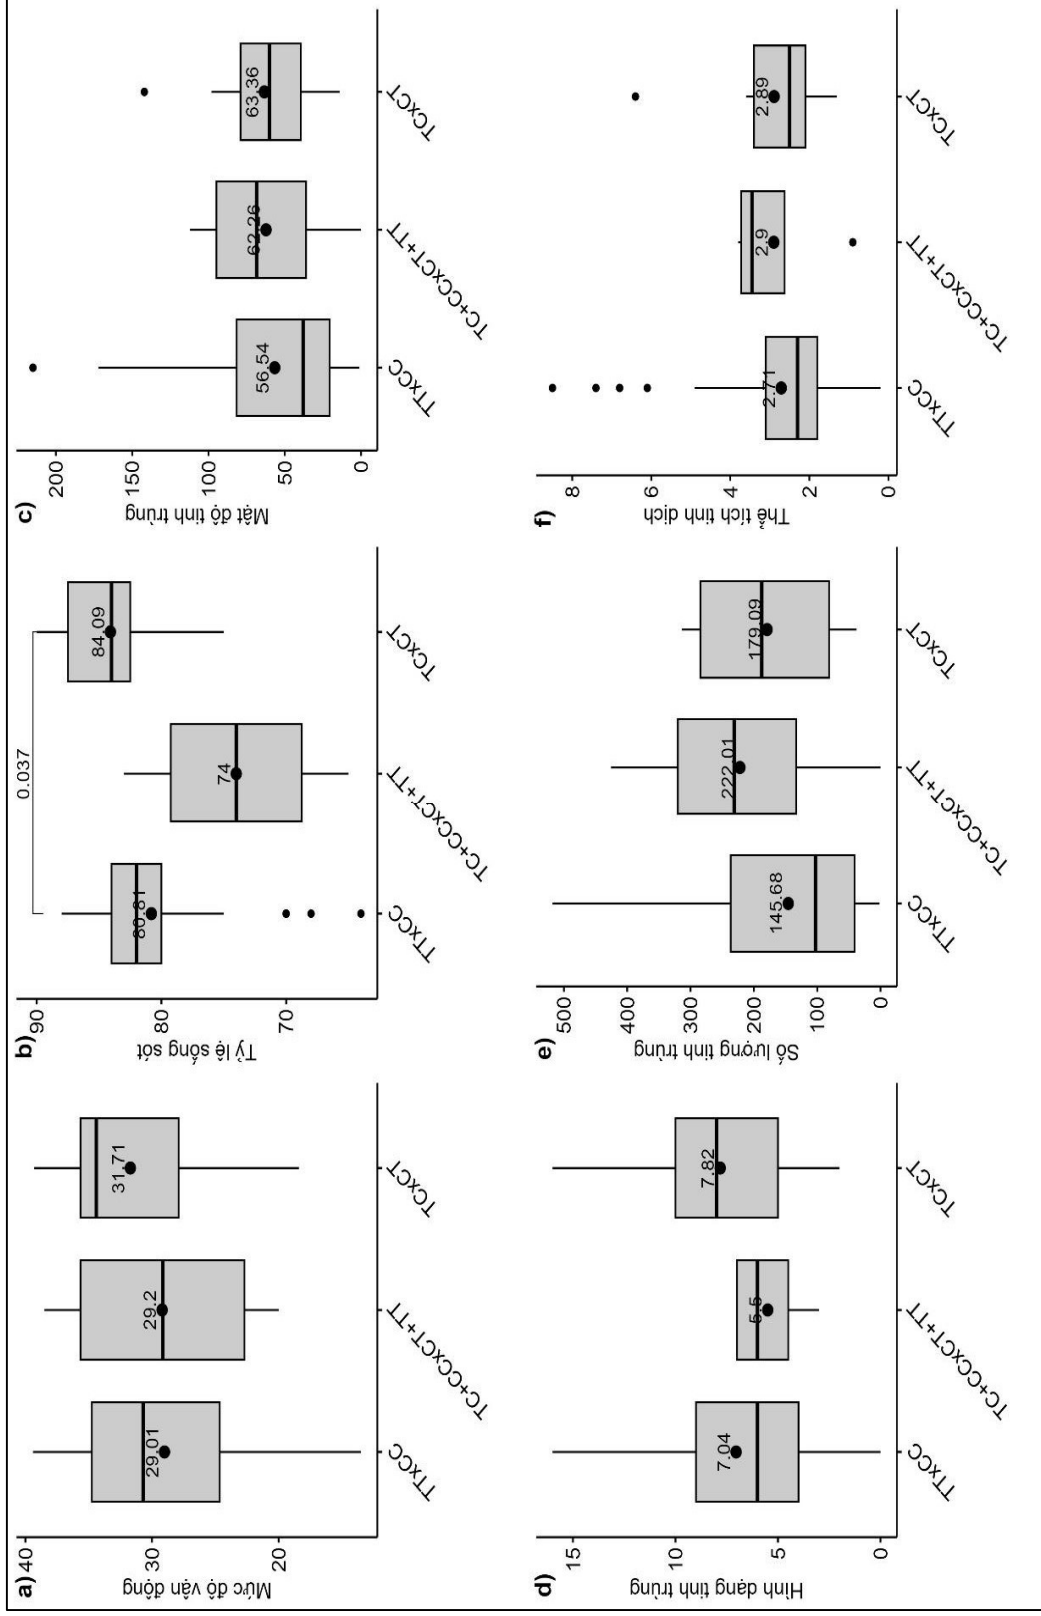 a)
Mức độ vận động
40
30
20
29.01
29.2
31.71
TTxCC
TC+CCxCT+TT
TCxCT
b)
Tỷ lệ sống sót
90
80
70
0.037
80.81
74
84.09
TTxCC
TC+CCxCT+TT
TCxCT
c)
Mật độ tinh trùng
200
150
100
50
0
56.54
62.26
63.36
TTxCC
TC+CCxCT+TT
TCxCT
d)
Hình dạng tinh trùng
15
10
5
0
7.04
5.5
7.82
TTxCC
TC+CCxCT+TT
TCxCT
e)
Số lượng tinh trùng
500
400
300
200
100
0
145.68
222.01
179.09
TTxCC
TC+CCxCT+TT
TCxCT
f)
Thể tích tinh dịch
8
6
4
2
0
2.71
2.9
2.89
TTxCC
TC+CCxCT+TT
TCxCT